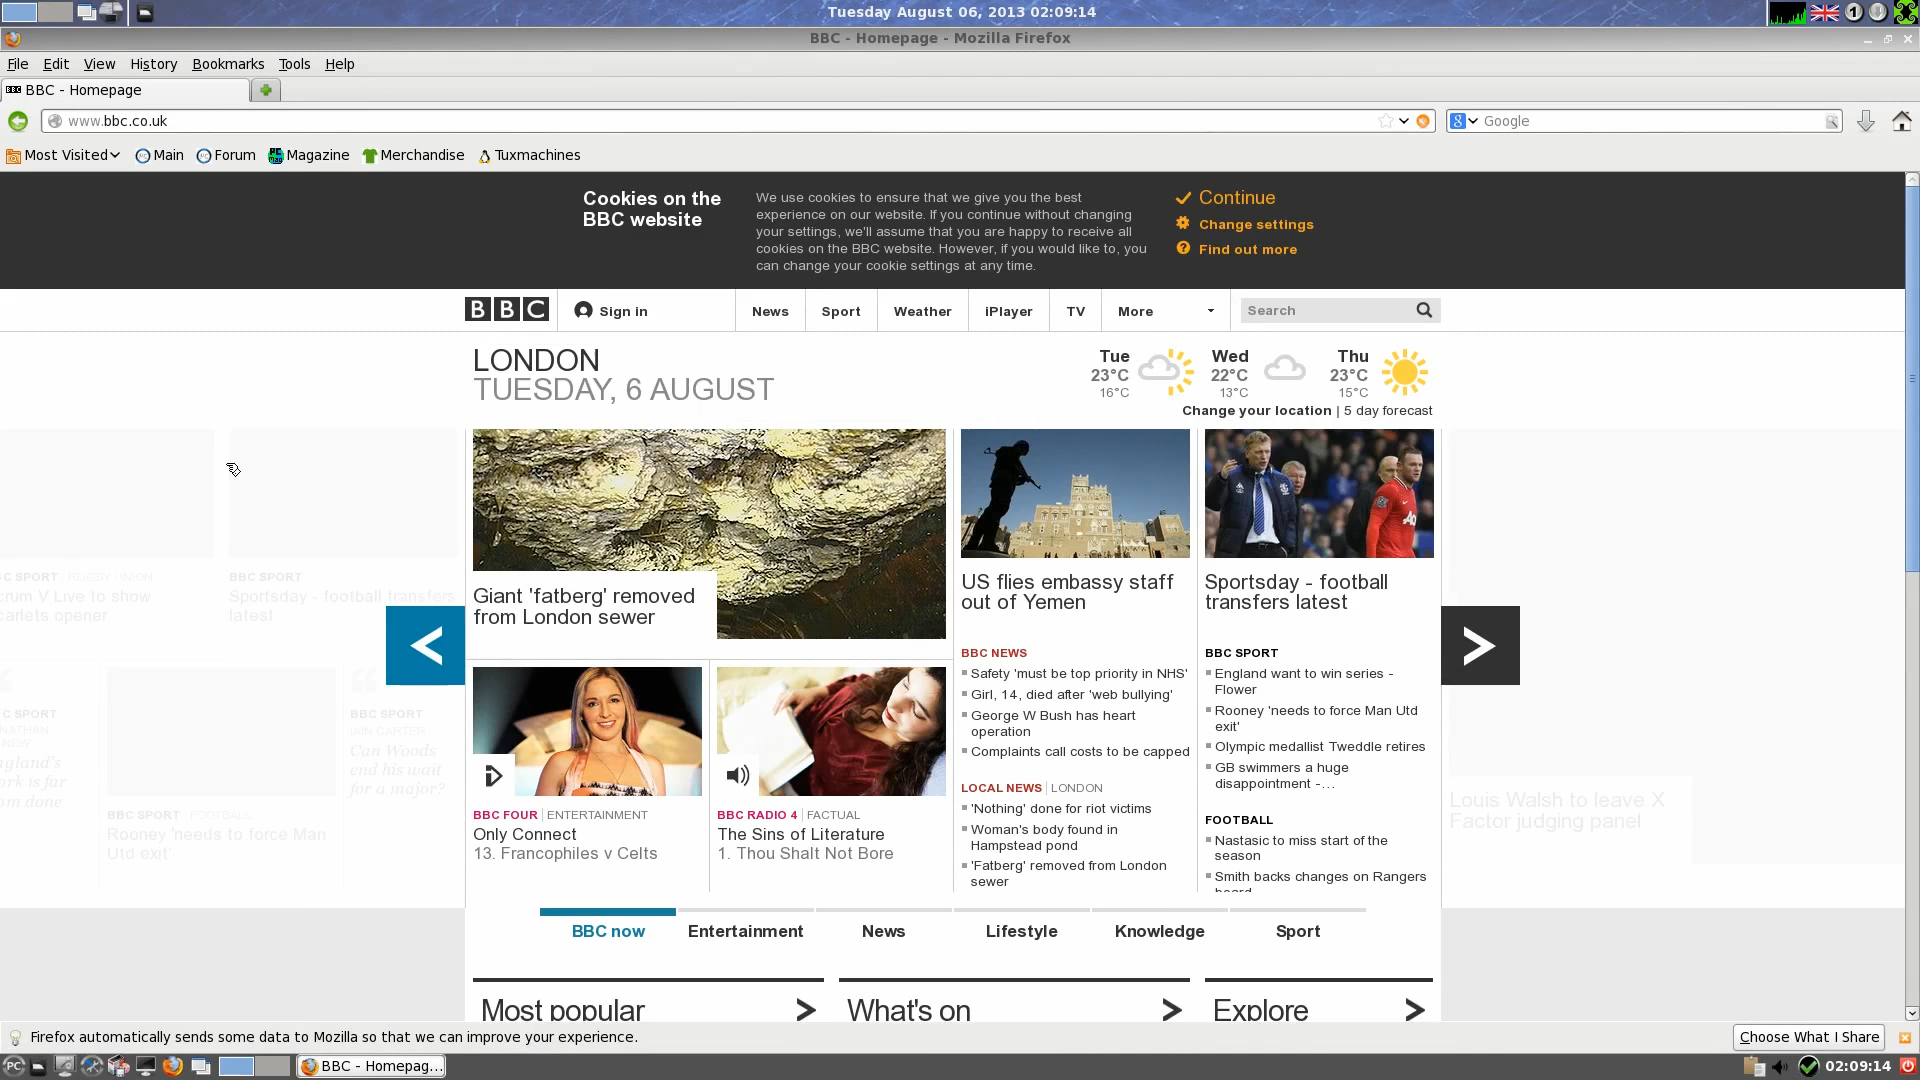 Tuesday August 06, 2013 02:09:14
BBC - Homepage - Mozilla Firefox
File Edit View History Bookmarks Tools Help
BBC - Homepage
www.bbc.co.uk
Google
Most Visited Main Forum Magazine Merchandise Tuxmachines
Cookies on the
BBC website
We use cookies to ensure that we give you the best
experience on our website. If you continue without changing
your settings, we'll assume that you are happy to receive all
cookies on the BBC website. However, if you would like to, you
can change your cookie settings at any time.
Continue
Change settings
Find out more
BBC Sign in News Sport Weather iPlayer TV More Search
LONDON
TUESDAY, 6 AUGUST
Tue
23°C
16°C
Wed
22°C
13°C
Thu
23°C
15°C
Change your location | 5 day forecast
C SPORT RUGBY UNION
crum V Live to show
carlets opener
BBC SPORT
Sportsday - football transfers
latest
C SPORT
BBC SPORT FOOTBALL
Rooney 'needs to force Man
Utd exit'
BBC SPORT
IAIN CARTER
Can Woods
end his wait
for a major?
Giant 'fatberg' removed
from London sewer
BBC FOUR ENTERTAINMENT
Only Connect
13. Francophiles v Celts
BBC RADIO 4 FACTUAL
The Sins of Literature
1. Thou Shalt Not Bore
US flies embassy staff
out of Yemen
BBC NEWS
Safety 'must be top priority in NHS'
Girl, 14, died after 'web bullying'
George W Bush has heart
operation
Complaints call costs to be capped
LOCAL NEWS LONDON
'Nothing' done for riot victims
Woman's body found in
Hampstead pond
'Fatberg' removed from London
sewer
Sportsday - football
transfers latest
BBC SPORT
England want to win series -
Flower
Rooney 'needs to force Man Utd
exit'
Olympic medallist Tweddle retires
GB swimmers a huge
disappointment -...
FOOTBALL
Nastasic to miss start of the
season
Smith backs changes on Rangers
board
Louis Walsh to leave X
Factor judging panel
BBC now Entertainment News Lifestyle Knowledge Sport
Most popular
What's on
Explore
Firefox automatically sends some data to Mozilla so that we can improve your experience.
Choose What I Share
BBC - Homepag...
02:09:14